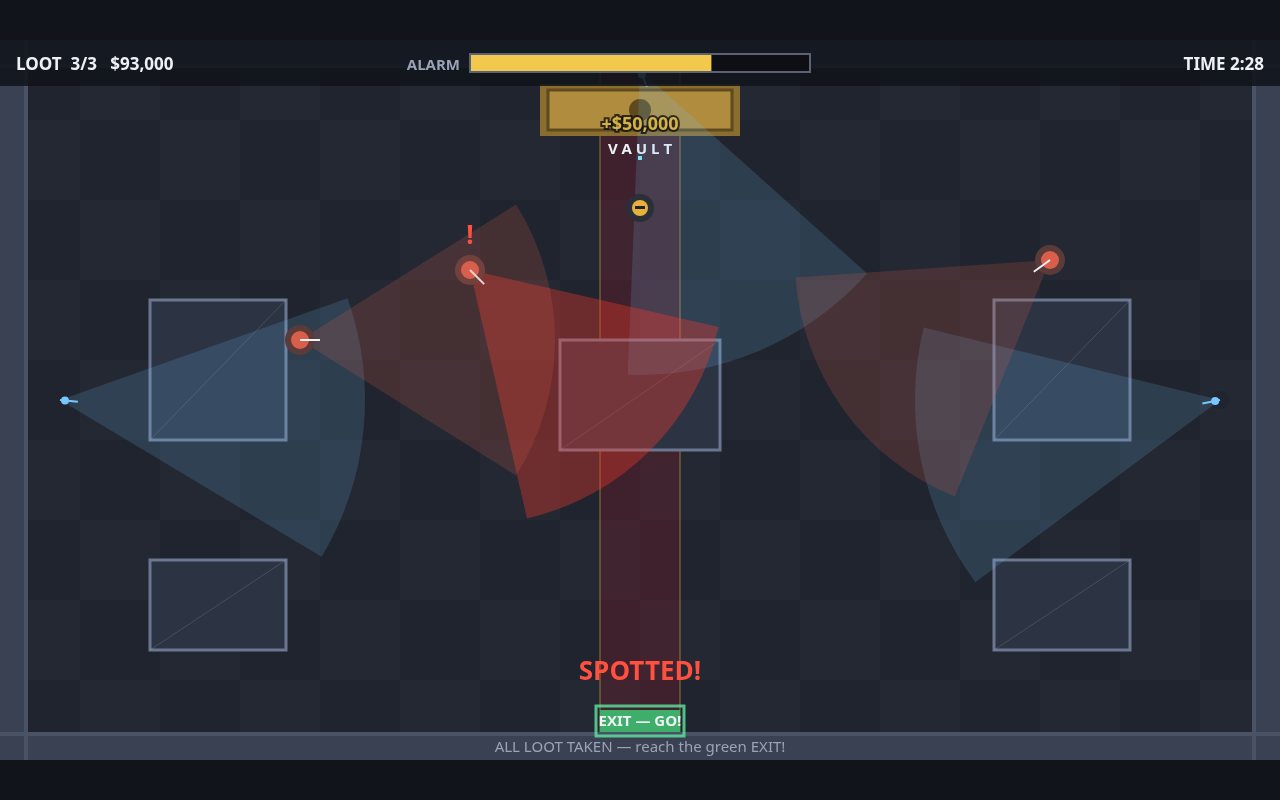 LOOT 3/3 $93,000
ALARM
TIME 2:28
+$50,000
VAULT
!
SPOTTED!
EXIT — GO!
ALL LOOT TAKEN — reach the green EXIT!